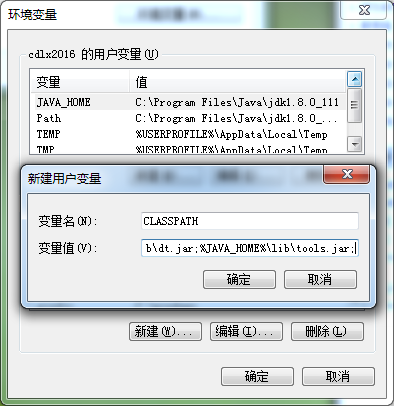 环境变量
cdlx2016 的用户变量(U)
变量 值
JAVA_HOME C:\Program Files\Java\jdk1.8.0_111
Path C:\Program Files\Java\jdk1.8.0_...
TEMP %USERPROFILE%\AppData\Local\Temp
TMP %USERPROFILE%\AppData\Local\Temp
新建用户变量
变量名(N): CLASSPATH
变量值(V): b\dt.jar;%JAVA_HOME%\lib\tools.jar;
确定 取消
新建(W)... 编辑(I)... 删除(L)
确定 取消